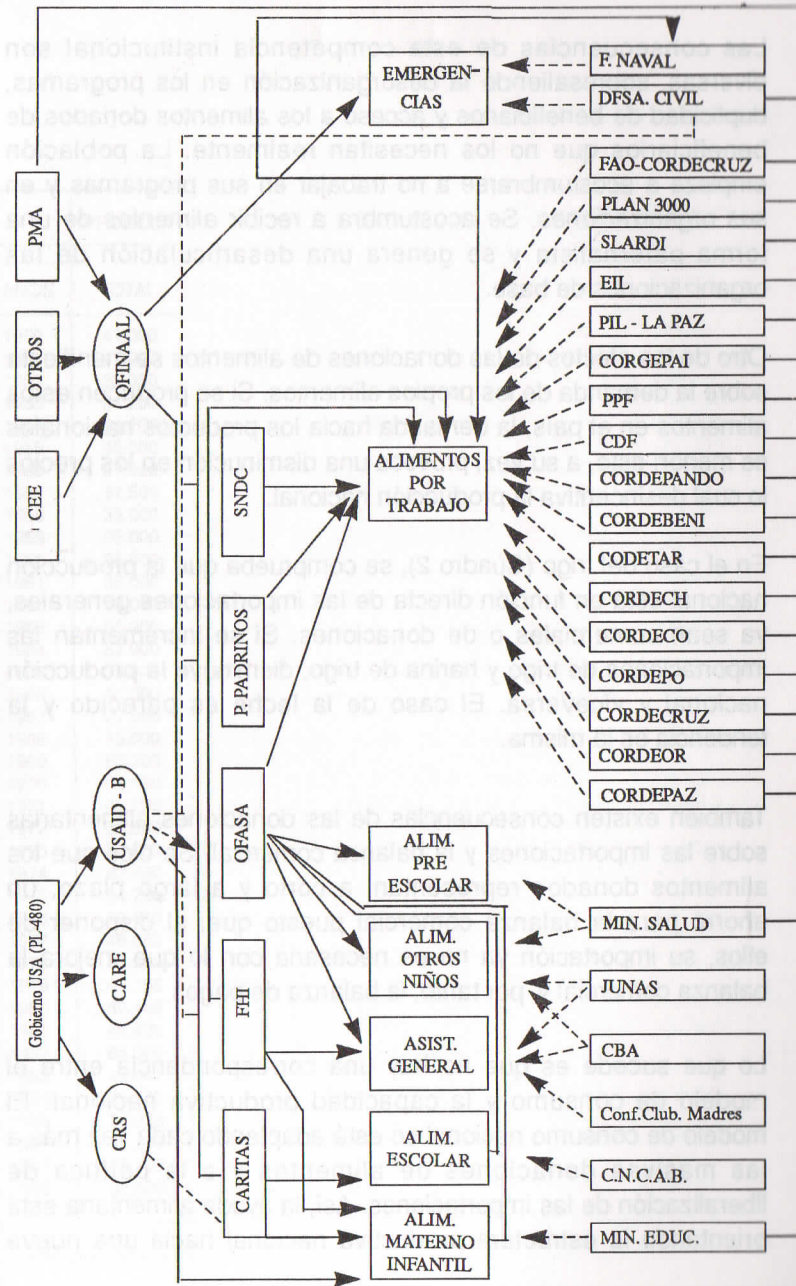 PMA
OTROS
CEE
Gobierno USA (PL-480)
OFINAAL
USAID - B
CARE
CRS
SNDC
P. PADRINOS
OFASA
FHI
CARITAS
EMERGEN-
CIAS
ALIMENTOS
POR
TRABAJO
ALIM.
PRE
ESCOLAR
ALIM.
OTROS
NIÑOS
ASIST.
GENERAL
ALIM.
ESCOLAR
ALIM.
MATERNO
INFANTIL
F. NAVAL
DESA. CIVIL
FAO-CORDECRUZ
PLAN 3000
SLARDI
EIL
PIL - LA PAZ
CORGEPAI
PPF
CDF
CORDEPANDO
CORDEBENI
CODETAR
CORDECH
CORDECO
CORDEPO
CORDECRUZ
CORDEOR
CORDEPAZ
MIN. SALUD
JUNAS
CBA
Conf.Club. Madres
C.N.C.A.B.
MIN. EDUC.